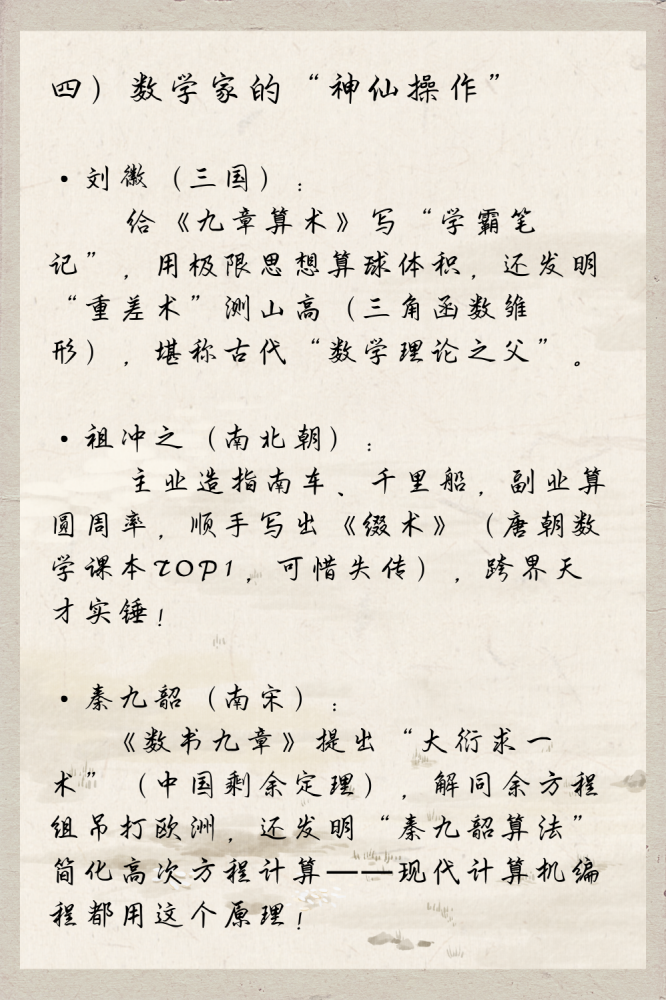 四）数学家的“神仙操作”
·刘徽（三国）：
给《九章算术》写“学霸笔
记”，用极限思想算球体积，还发明
“重差术”测山高（三角函数雏
形），堪称古代“数学理论之父”。
·祖冲之（南北朝）：
主业造指南车、千里船，副业算
圆周率，顺手写出《缀术》（唐朝数
学课本TOP1，可惜失传），跨界天
才实锤！
·秦九韶（南宋）：
《数书九章》提出“大衍求一
术”（中国剩余定理），解同余方程
组吊打欧洲，还发明“秦九韶算法”
简化高次方程计算——现代计算机编
程都用这个原理！